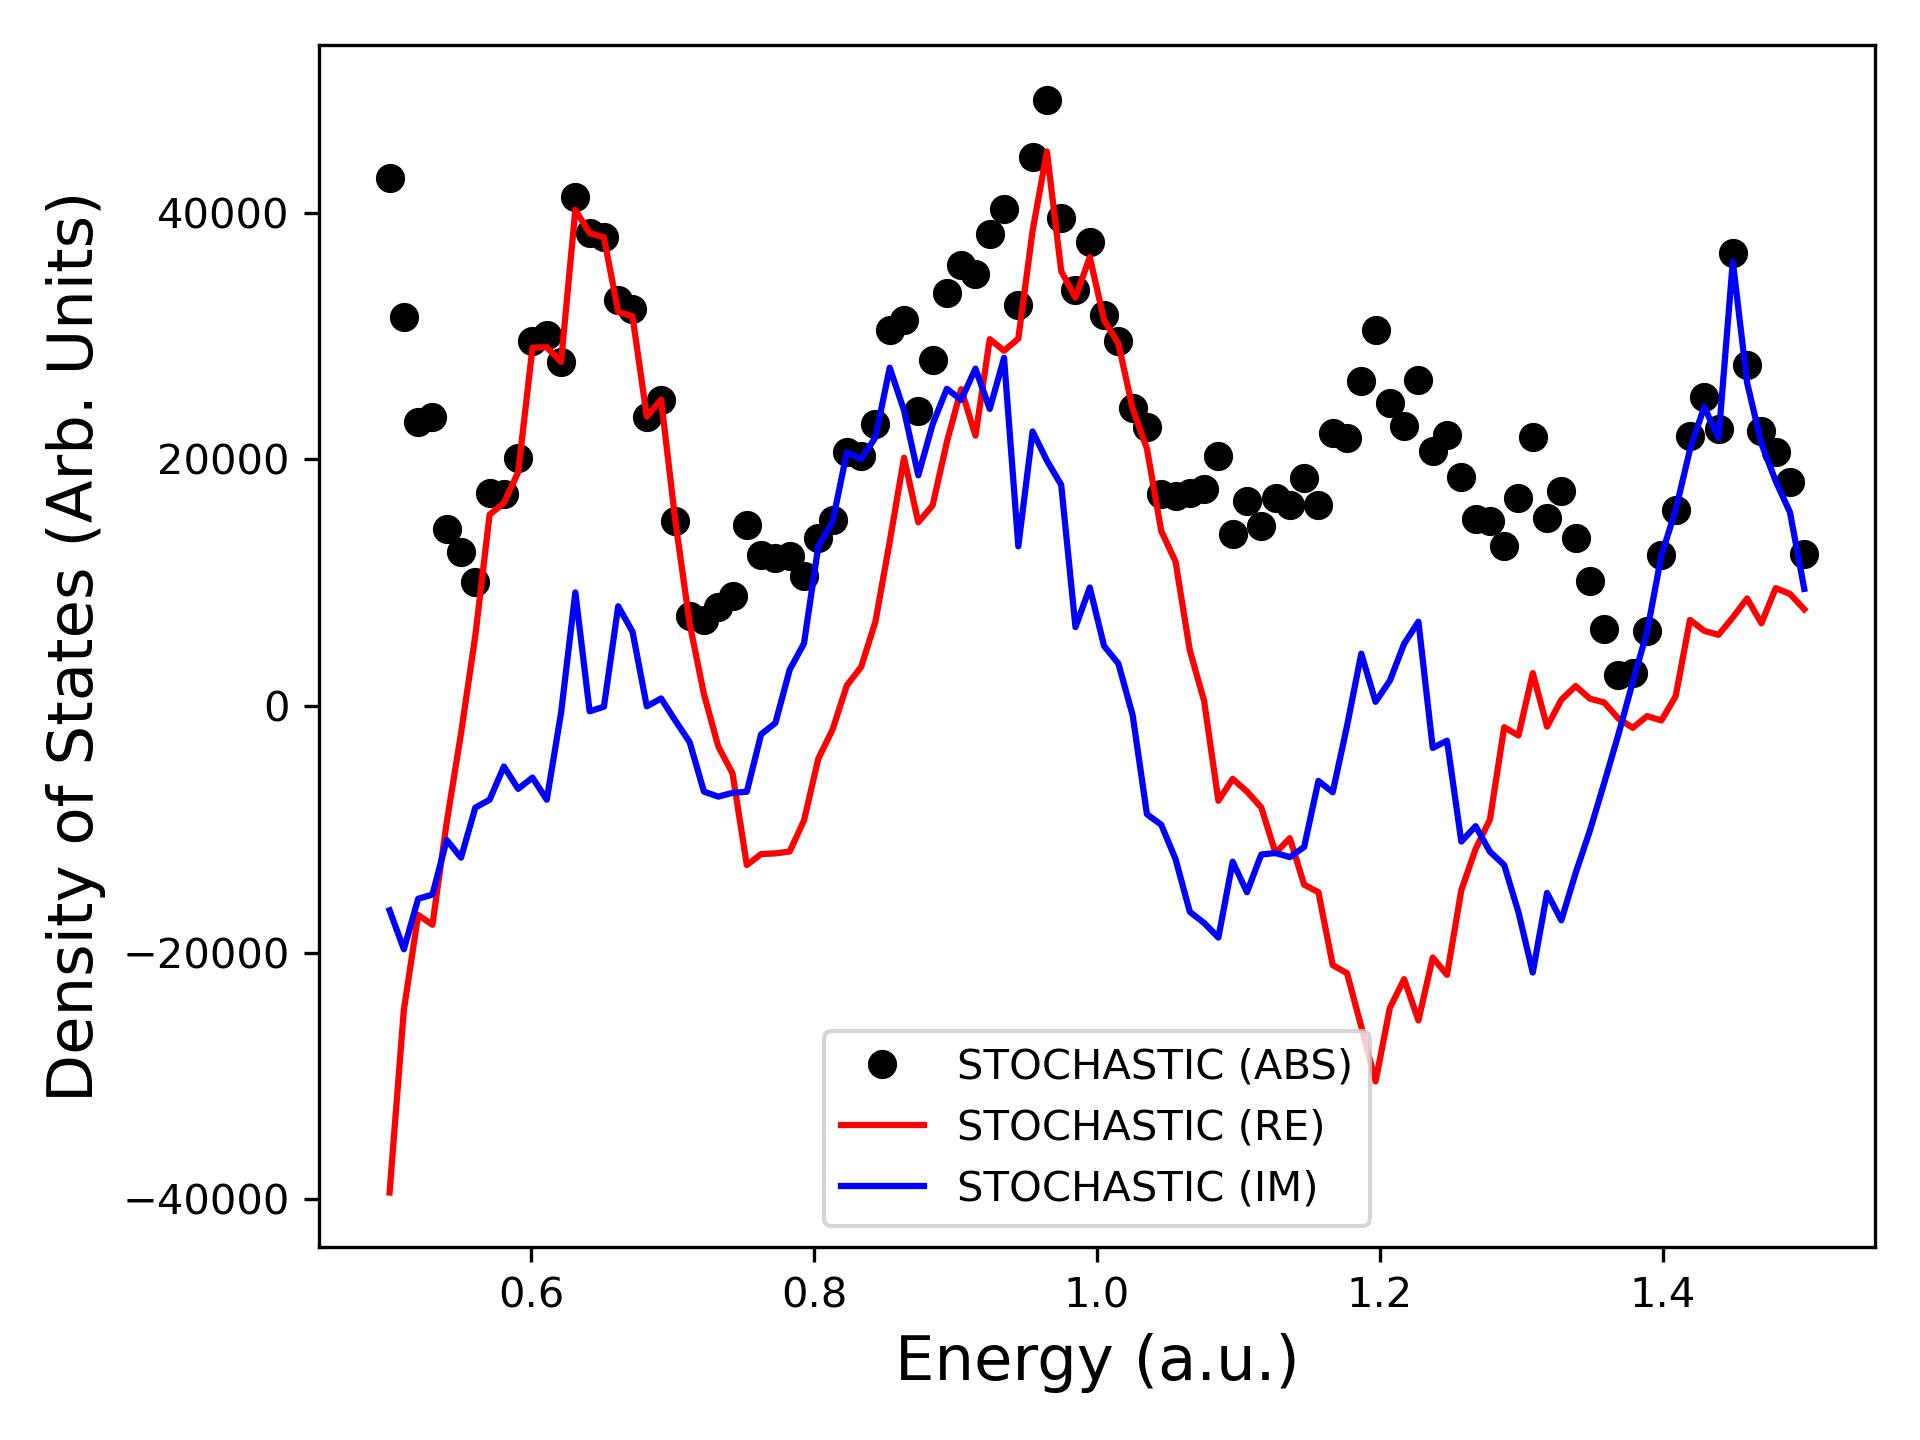 Density of States (Arb. Units)
40000
20000
0
−20000
−40000
STOCHASTIC (ABS)
STOCHASTIC (RE)
STOCHASTIC (IM)
0.6 0.8 1.0 1.2 1.4
Energy (a.u.)